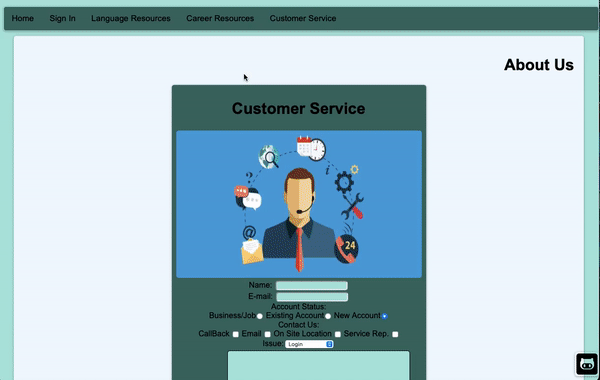 Home Sign In Language Resources Career Resources Customer Service
About Us
Customer Service
i
?
@
24
Name:
E-mail:
Account Status:
Business/Job Existing Account New Account
Contact Us:
CallBack Email On Site Location Service Rep.
Issue: Login